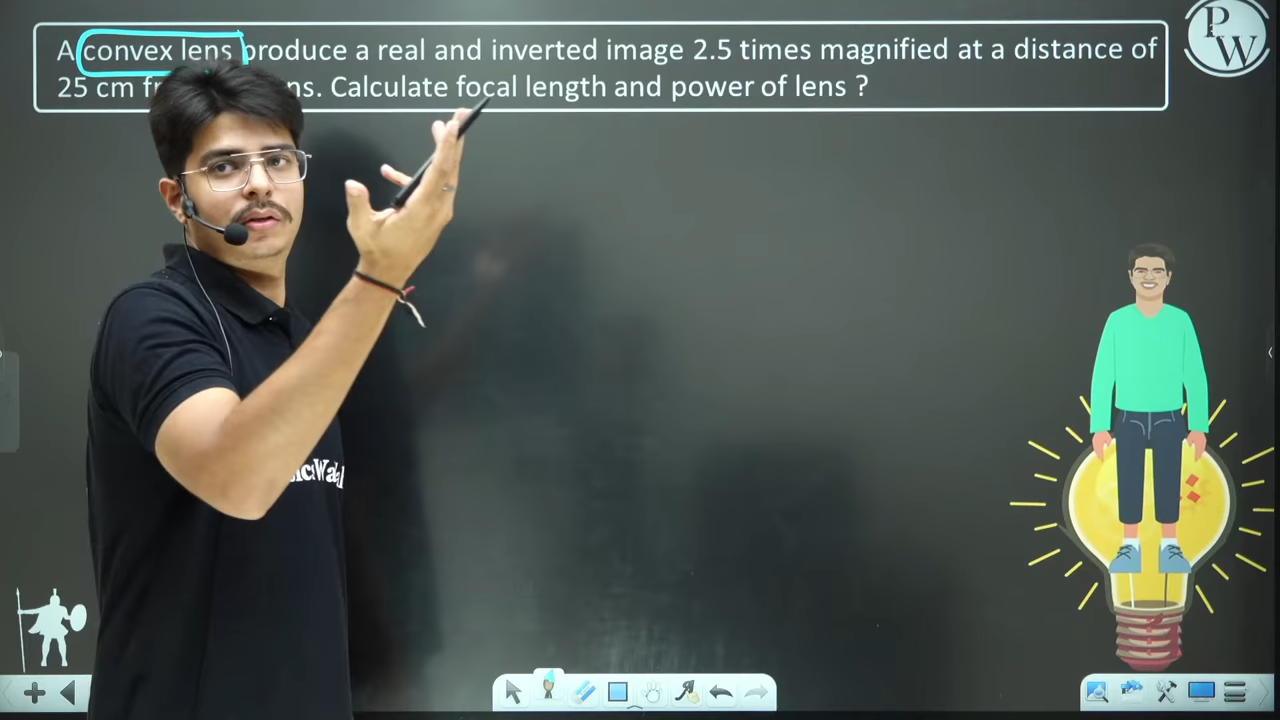 A convex lens produce a real and inverted image 2.5 times magnified at a distance of
25 cm ns. Calculate focal length and power of lens ?
P
W